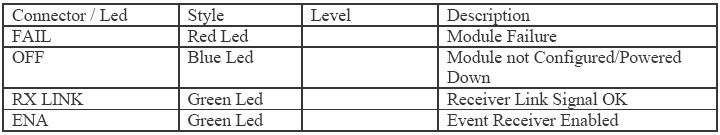 Connector / Led Style Level Description
FAIL Red Led Module Failure
OFF Blue Led Module not Configured/Powered
Down
RX LINK Green Led Receiver Link Signal OK
ENA Green Led Event Receiver Enabled